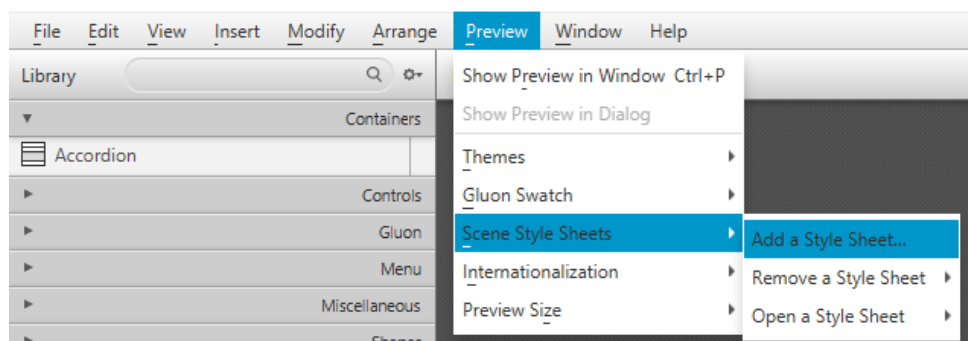 File Edit View Insert Modify Arrange Preview Window Help
Library
Containers
Accordion
Controls
Gluon
Menu
Miscellaneous
Shapes
Show Preview in Window Ctrl+P
Show Preview in Dialog
Themes
Gluon Swatch
Scene Style Sheets
Internationalization
Preview Size
Add a Style Sheet...
Remove a Style Sheet
Open a Style Sheet